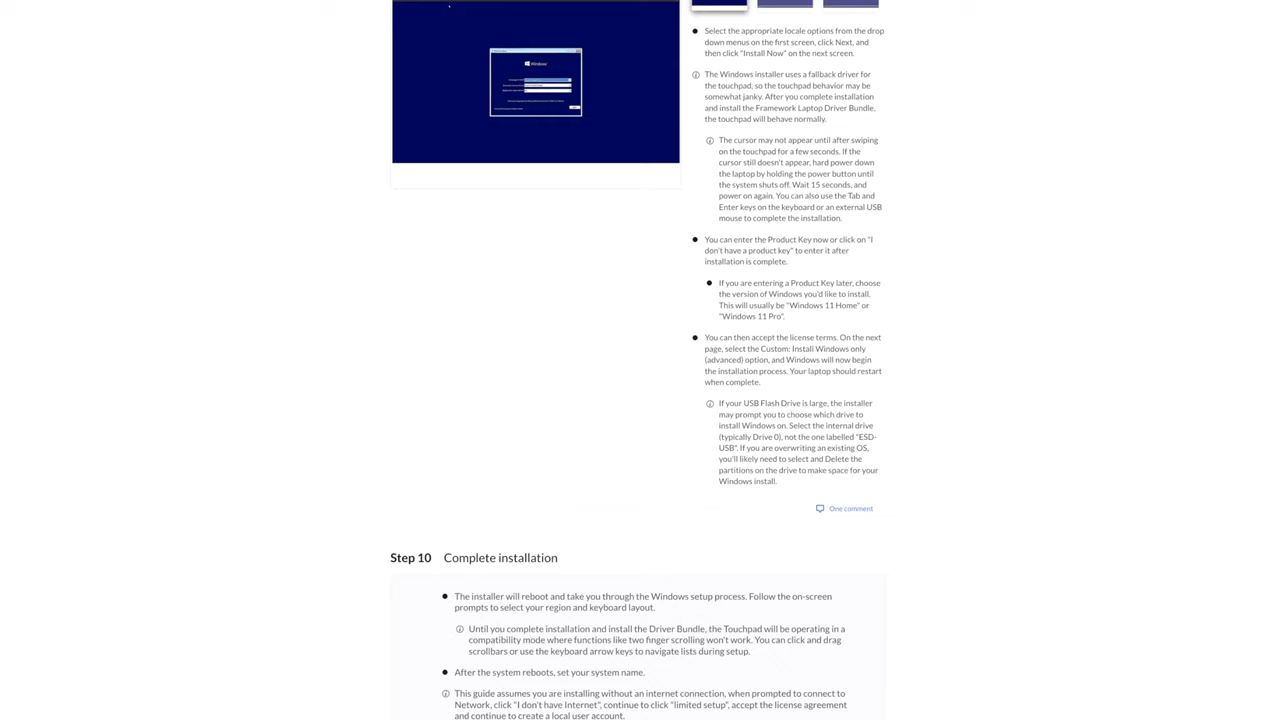 Windows
Select the appropriate locale options from the drop
down menus on the first screen, click Next, and
then click "Install Now" on the next screen.
The Windows installer uses a fallback driver for
the touchpad, so the touchpad behavior may be
somewhat janky. After you complete installation
and install the Framework Laptop Driver Bundle,
the touchpad will behave normally.
The cursor may not appear until after swiping
on the touchpad for a few seconds. If the
cursor still doesn't appear, hard power down
the laptop by holding the power button until
the system shuts off. Wait 15 seconds, and
power on again. You can also use the Tab and
Enter keys on the keyboard or an external USB
mouse to complete the installation.
You can enter the Product Key now or click on "I
don't have a product key" to enter it after
installation is complete.
If you are entering a Product Key later, choose
the version of Windows you'd like to install.
This will usually be "Windows 11 Home" or
"Windows 11 Pro".
You can then accept the license terms. On the next
page, select the Custom: Install Windows only
(advanced) option, and Windows will now begin
the installation process. Your laptop should restart
when complete.
If your USB Flash Drive is large, the installer
may prompt you to choose which drive to
install Windows on. Select the internal drive
(typically Drive 0), not the one labelled "ESD-
USB". If you are overwriting an existing OS,
you'll likely need to select and Delete the
partitions on the drive to make space for your
Windows install.
One comment
Step 10 Complete installation
The installer will reboot and take you through the Windows setup process. Follow the on-screen
prompts to select your region and keyboard layout.
Until you complete installation and install the Driver Bundle, the Touchpad will be operating in a
compatibility mode where functions like two finger scrolling won't work. You can click and drag
scrollbars or use the keyboard arrow keys to navigate lists during setup.
After the system reboots, set your system name.
This guide assumes you are installing without an internet connection, when prompted to connect to
Network, click "I don't have Internet", continue to click "limited setup", accept the license agreement
and continue to create a local user account.